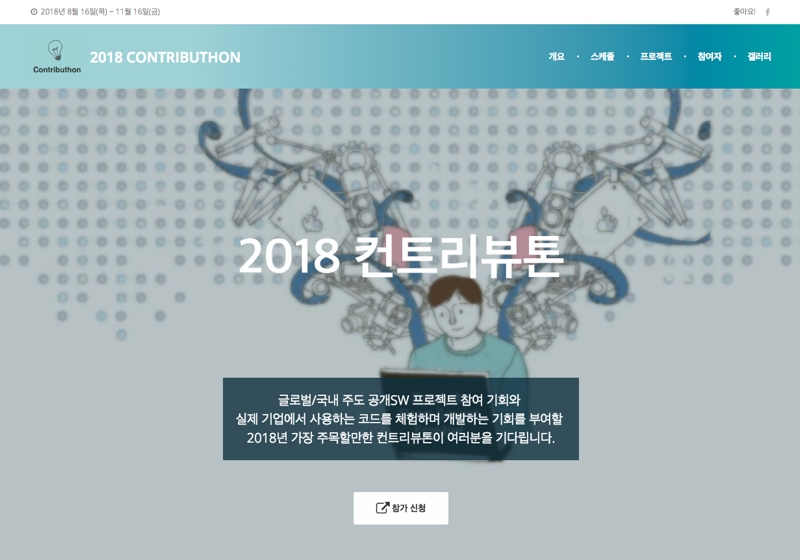 2018년 8월 16일(목) ~ 11월 16일(금)
좋아요!
Contributhon
2018 CONTRIBUTHON
개요 • 스케줄 • 프로젝트 • 참여자 • 갤러리
2018 컨트리뷰톤
글로벌/국내 주도 공개SW 프로젝트 참여 기회와
실제 기업에서 사용하는 코드를 체험하며 개발하는 기회를 부여할
2018년 가장 주목할만한 컨트리뷰톤이 여러분을 기다립니다.
참가 신청